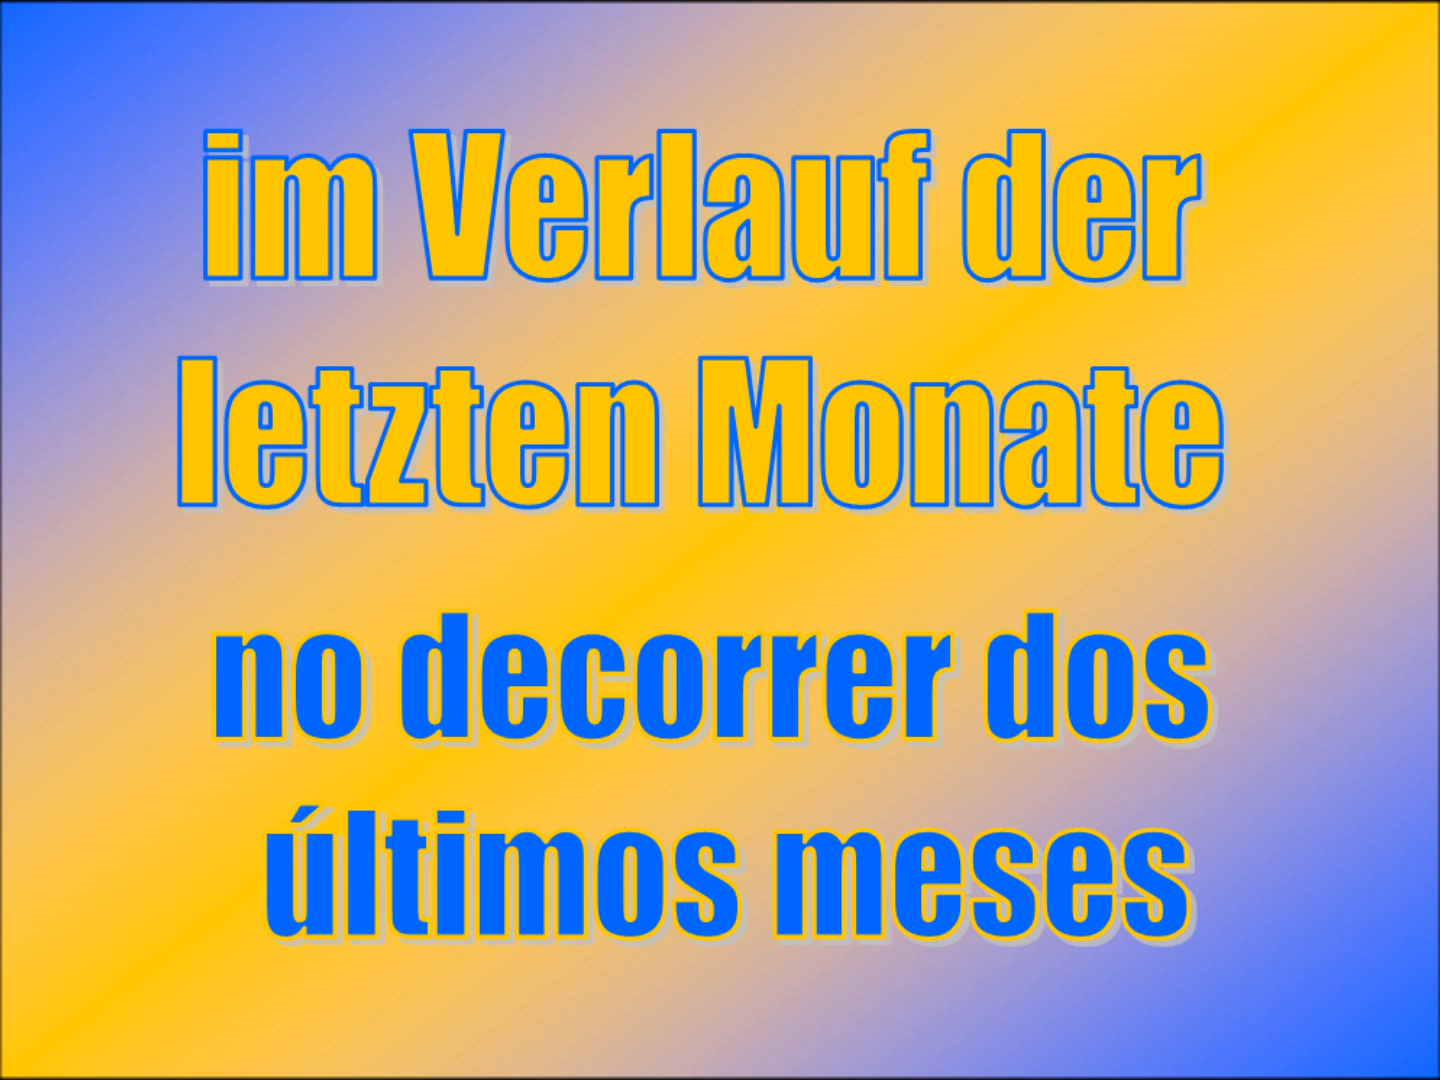 im Verlauf der
letzten Monate
no decorrer dos
últimos meses